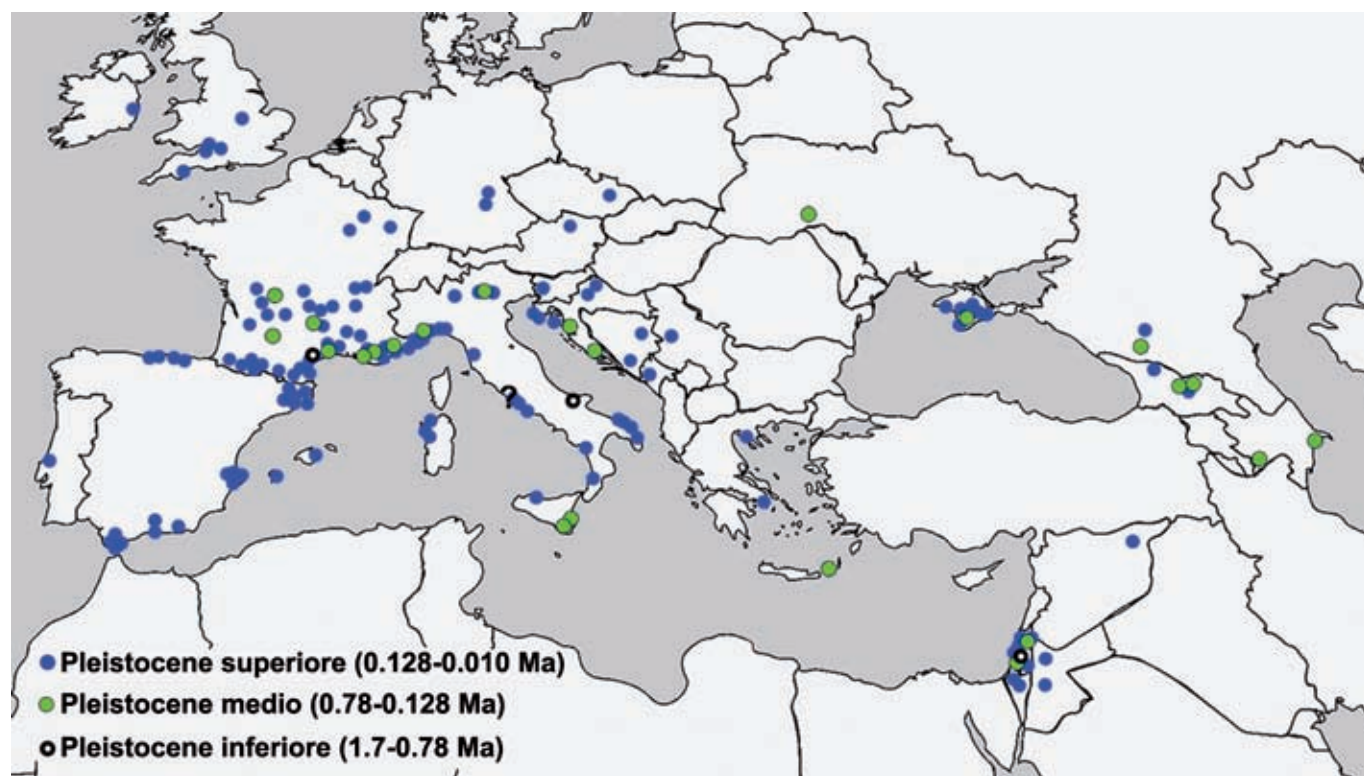 ?
Pleistocene superiore (0.128-0.010 Ma)
Pleistocene medio (0.78-0.128 Ma)
Pleistocene inferiore (1.7-0.78 Ma)